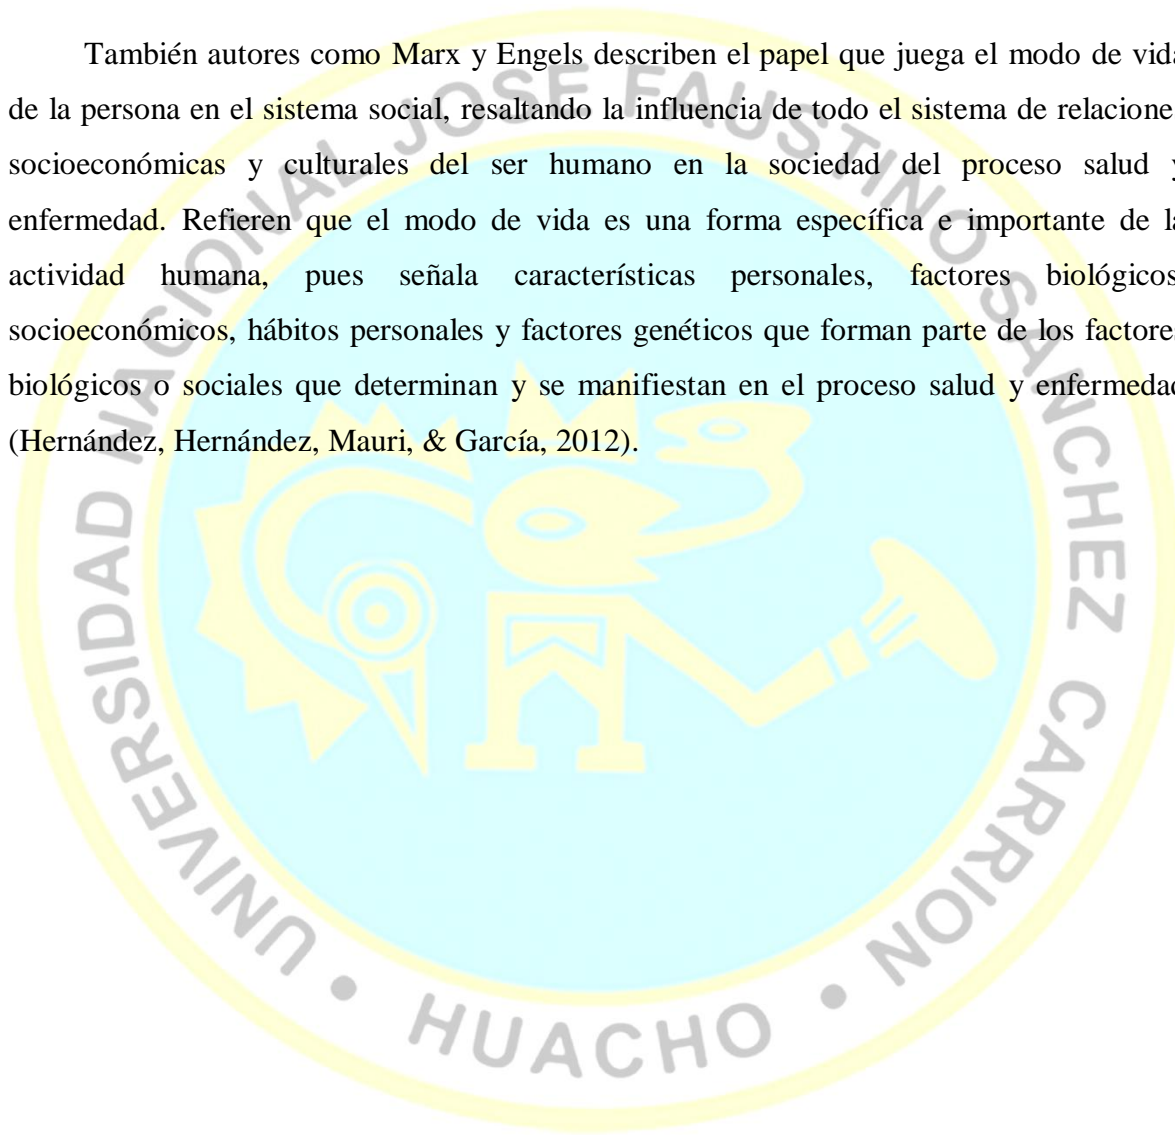 También autores como Marx y Engels describen el papel que juega el modo de vida
de la persona en el sistema social, resaltando la influencia de todo el sistema de relacione
socioeconómicas y culturales del ser humano en la sociedad del proceso salud y
enfermedad. Refieren que el modo de vida es una forma específica e importante de la
actividad humana, pues señala características personales, factores biológicos
socioeconómicos, hábitos personales y factores genéticos que forman parte de los factores
biológicos o sociales que determinan y se manifiestan en el proceso salud y enfermedad
(Hernández, Hernández, Mauri, & García, 2012).
UNIVERSIDAD NACIONAL JOSE FAUSTINO SANCHEZ CARRION
• HUACHO •